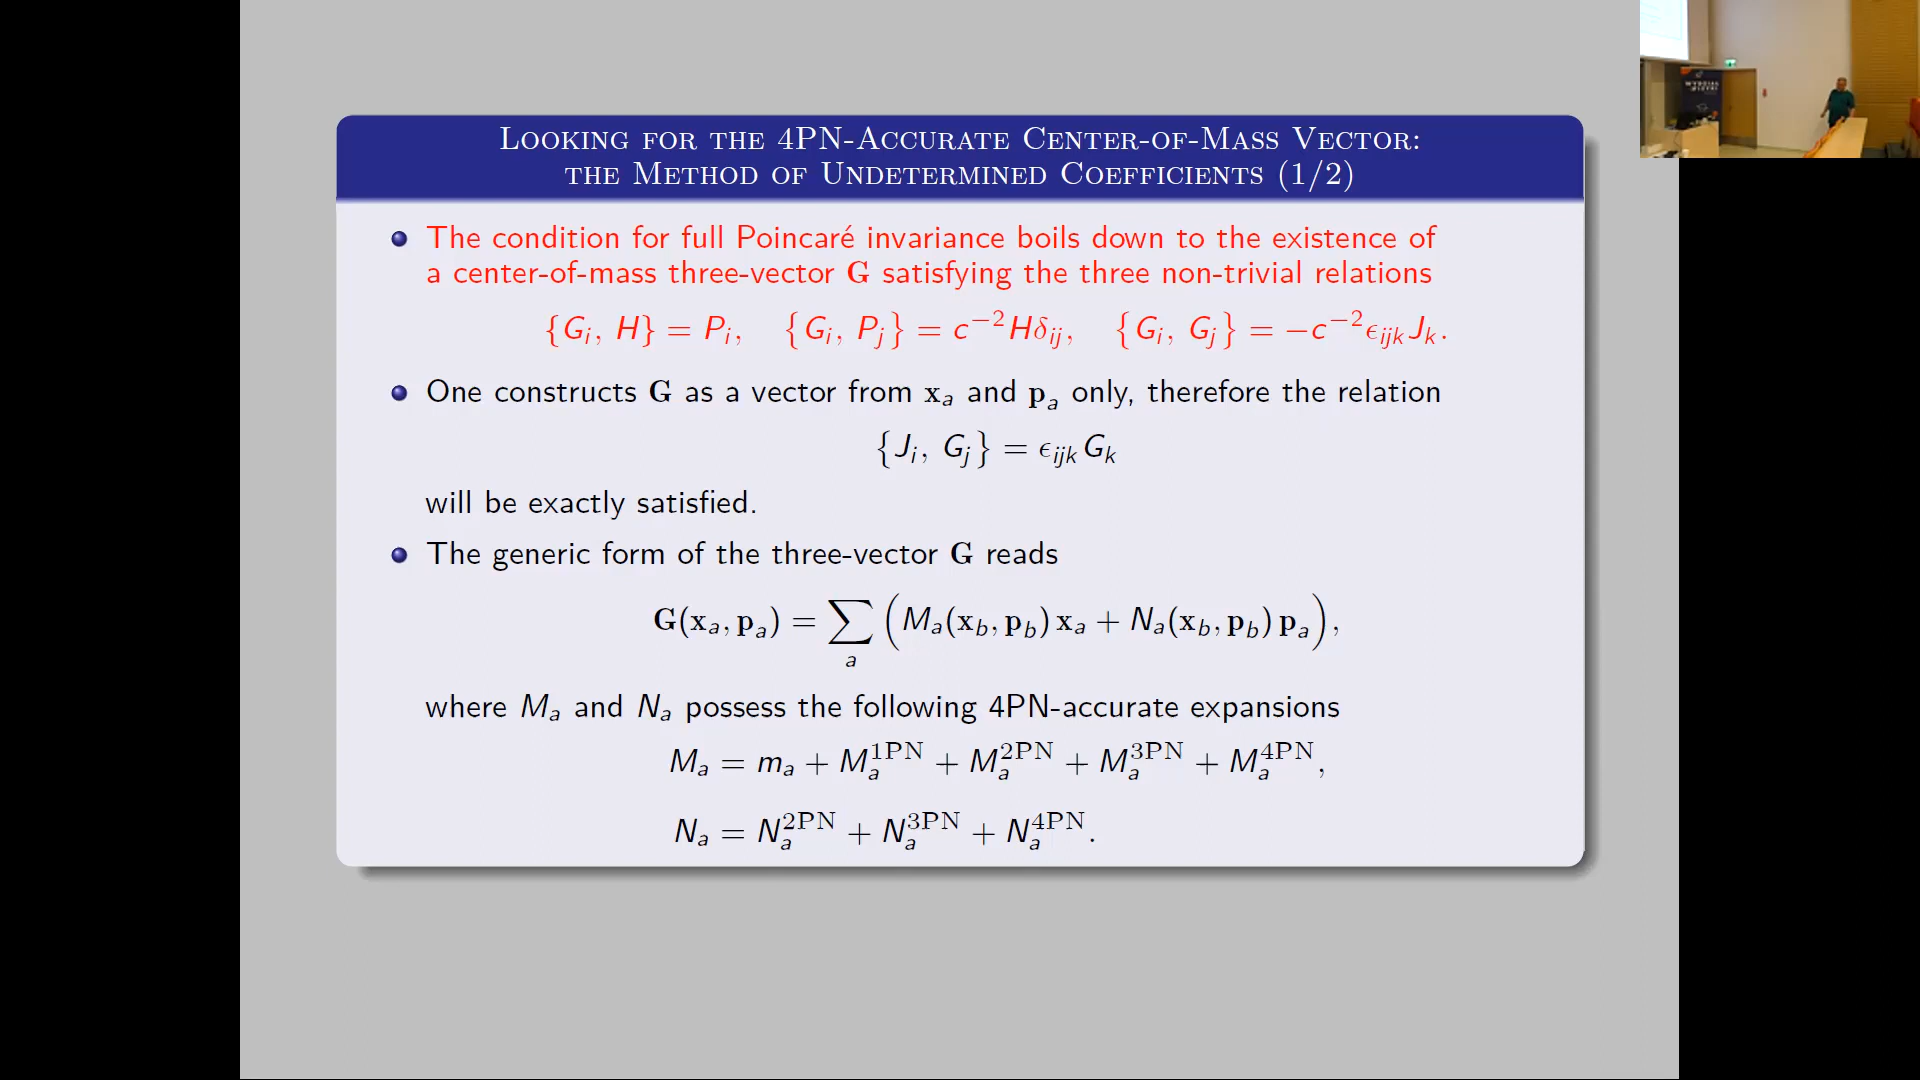 Looking for the 4PN-Accurate Center-of-Mass Vector:
the Method of Undetermined Coefficients (1/2)
The condition for full Poincaré invariance boils down to the existence of
a center-of-mass three-vector G satisfying the three non-trivial relations
{G_i, H} = P_i, {G_i, P_j} = c^{-2} H δ_{ij}, {G_i, G_j} = −c^{-2} ϵ_{ijk} J_k.
One constructs G as a vector from x_a and p_a only, therefore the relation
{J_i, G_j} = ϵ_{ijk} G_k
will be exactly satisfied.
The generic form of the three-vector G reads
G(x_a, p_a) = ∑_a (M_a(x_b, p_b) x_a + N_a(x_b, p_b) p_a),
where M_a and N_a possess the following 4PN-accurate expansions
M_a = m_a + M_a^{1PN} + M_a^{2PN} + M_a^{3PN} + M_a^{4PN},
N_a = N_a^{2PN} + N_a^{3PN} + N_a^{4PN}.